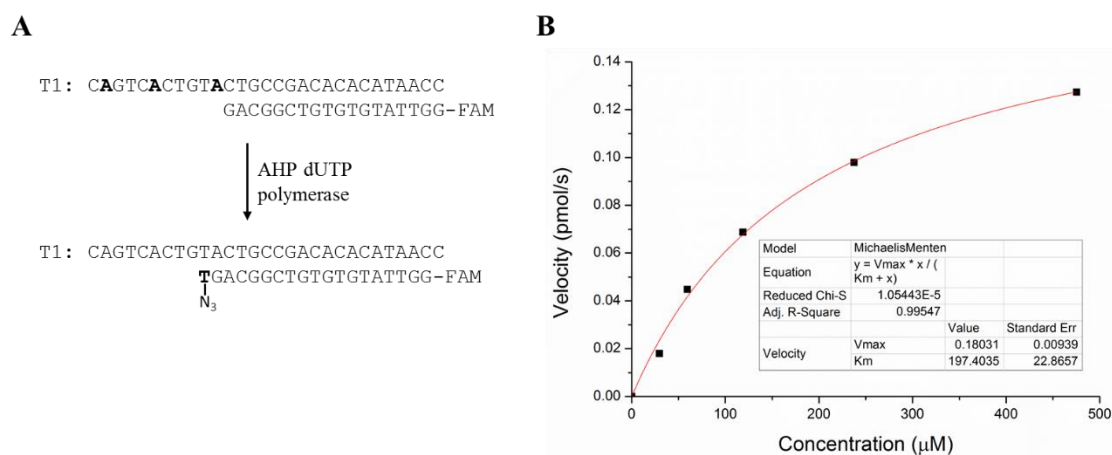 A
T1: CAGTCACTGTACTGCCGACACACATAACC
GACGGCTGTGTGTATTGG-FAM
AHP dUTP
polymerase
T1: CAGTCACTGTACTGCCGACACACATAACC
TGACGGCTGTGTGTATTGG-FAM
N3
B
0.14
0.12
0.10
0.08
0.06
0.04
0.02
0.00
Velocity (pmol/s)
0
100
200
300
400
500
Concentration (μM)
Model MichaelisMenten
Equation y = Vmax * x / (
Km + x)
Reduced Chi-S 1.05443E-5
Adj. R-Square 0.99547
Value Standard Err
Velocity Vmax 0.18031 0.00939
Km 197.4035 22.8657